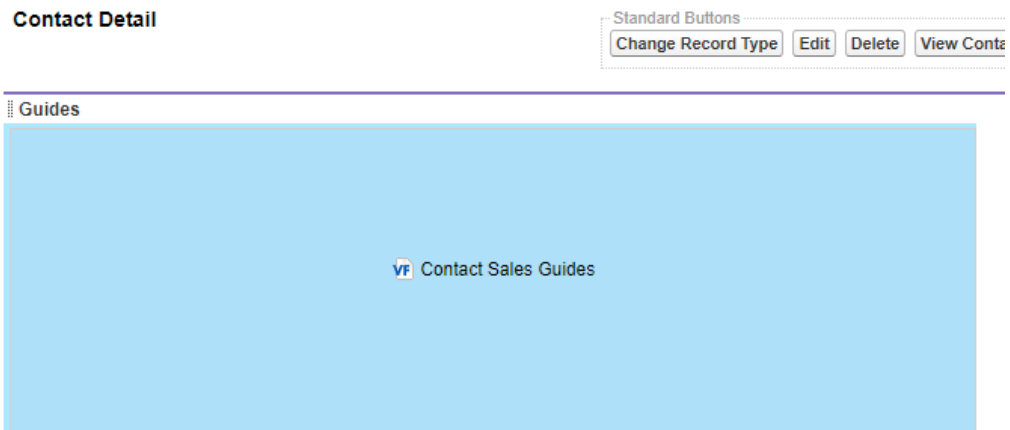 Contact Detail
Standard Buttons
Change Record Type Edit Delete View Conta
Guides
VF Contact Sales Guides